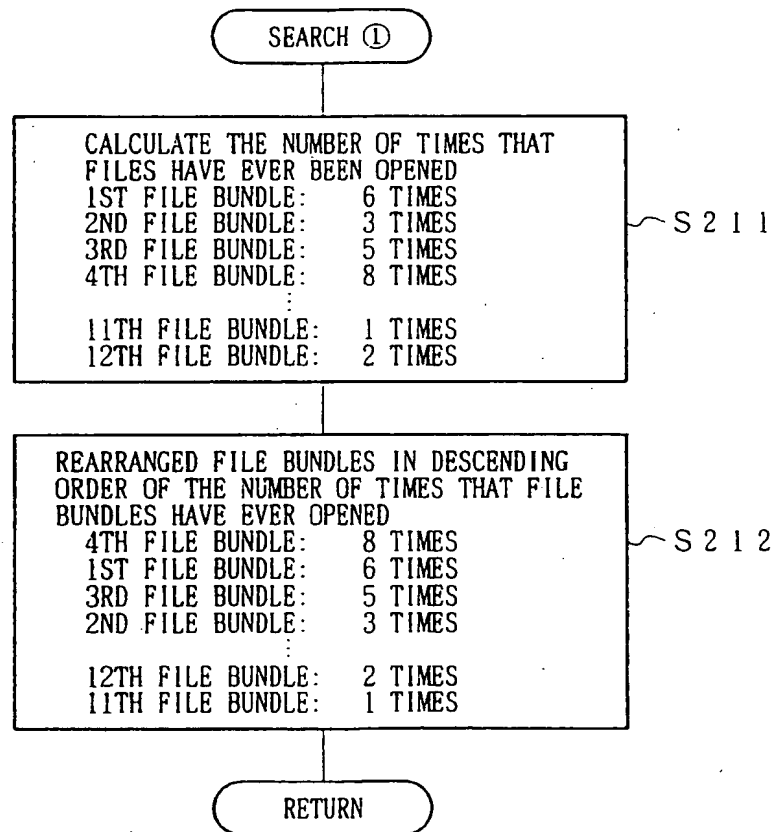 SEARCH ①
CALCULATE THE NUMBER OF TIMES THAT
FILES HAVE EVER BEEN OPENED
1ST FILE BUNDLE: 6 TIMES
2ND FILE BUNDLE: 3 TIMES
3RD FILE BUNDLE: 5 TIMES
4TH FILE BUNDLE: 8 TIMES
⋮
11TH FILE BUNDLE: 1 TIMES
12TH FILE BUNDLE: 2 TIMES
S211
REARRANGED FILE BUNDLES IN DESCENDING
ORDER OF THE NUMBER OF TIMES THAT FILE
BUNDLES HAVE EVER OPENED
4TH FILE BUNDLE: 8 TIMES
1ST FILE BUNDLE: 6 TIMES
3RD FILE BUNDLE: 5 TIMES
2ND FILE BUNDLE: 3 TIMES
⋮
12TH FILE BUNDLE: 2 TIMES
11TH FILE BUNDLE: 1 TIMES
S212
RETURN